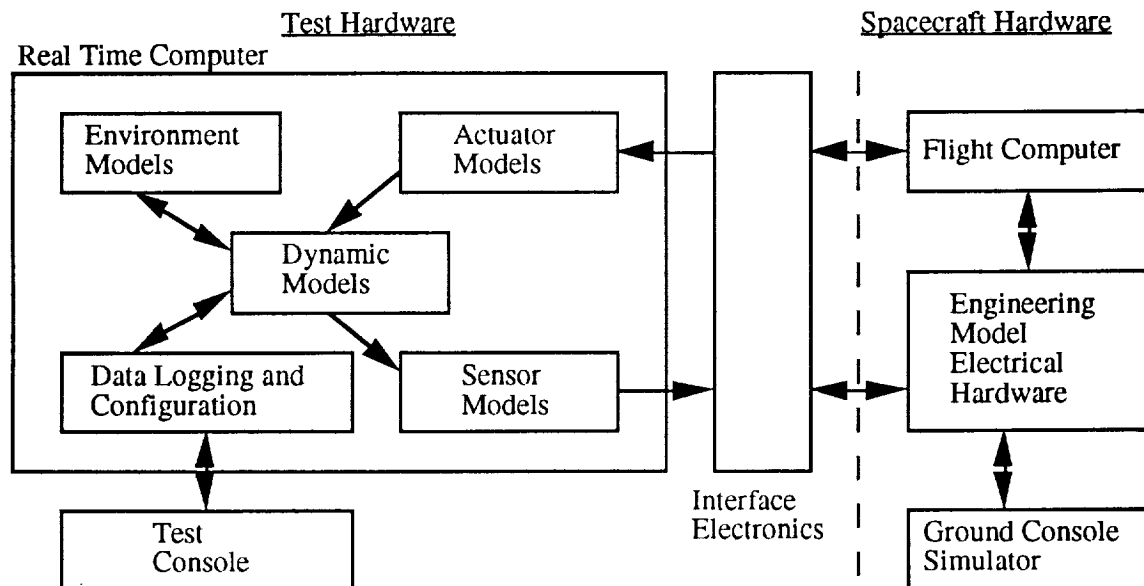 Test Hardware
Spacecraft Hardware
Real Time Computer
Environment
Models
Actuator
Models
Flight Computer
Dynamic
Models
Engineering
Model
Electrical
Hardware
Data Logging and
Configuration
Sensor
Models
Interface
Electronics
Test
Console
Ground Console
Simulator